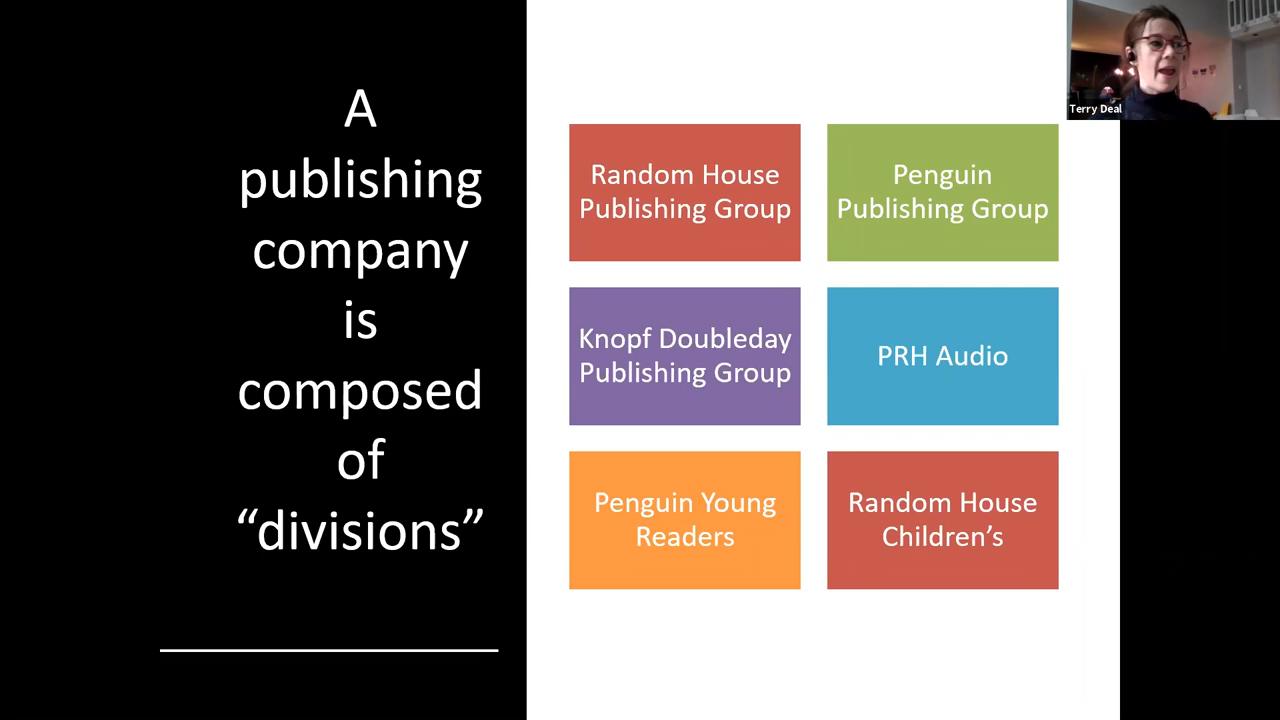 A
publishing
company
is
composed
of
“divisions”
Random House
Publishing Group
Penguin
Publishing Group
Knopf Doubleday
Publishing Group
PRH Audio
Penguin Young
Readers
Random House
Children’s
Terry Deal